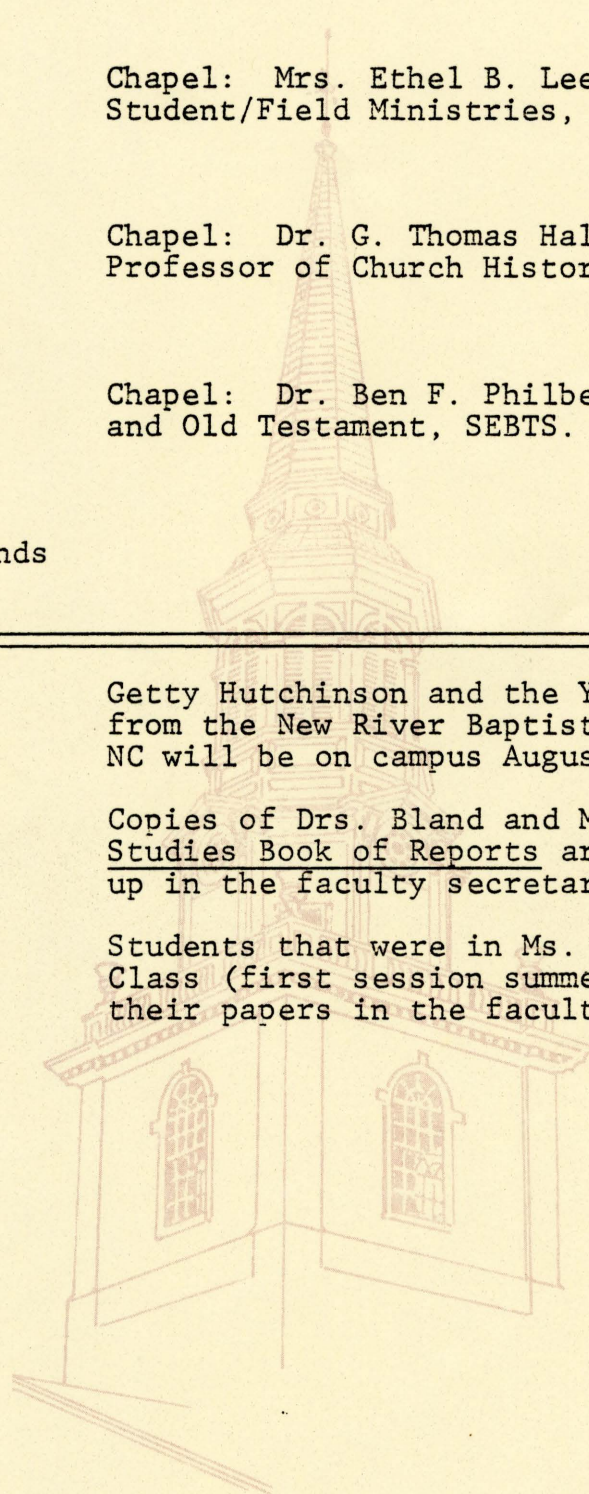 Chapel: Mrs. Ethel B. Lee
Student/Field Ministries,
Chapel: Dr. G. Thomas Hal
Professor of Church Histor
Chapel: Dr. Ben F. Philbe
and Old Testament, SEBTS.
nds
Getty Hutchinson and the Y
from the New River Baptist
NC will be on campus Augus
Copies of Drs. Bland and M
Studies Book of Reports ar
up in the faculty secretar
Students that were in Ms.
Class (first session summe
their papers in the facult